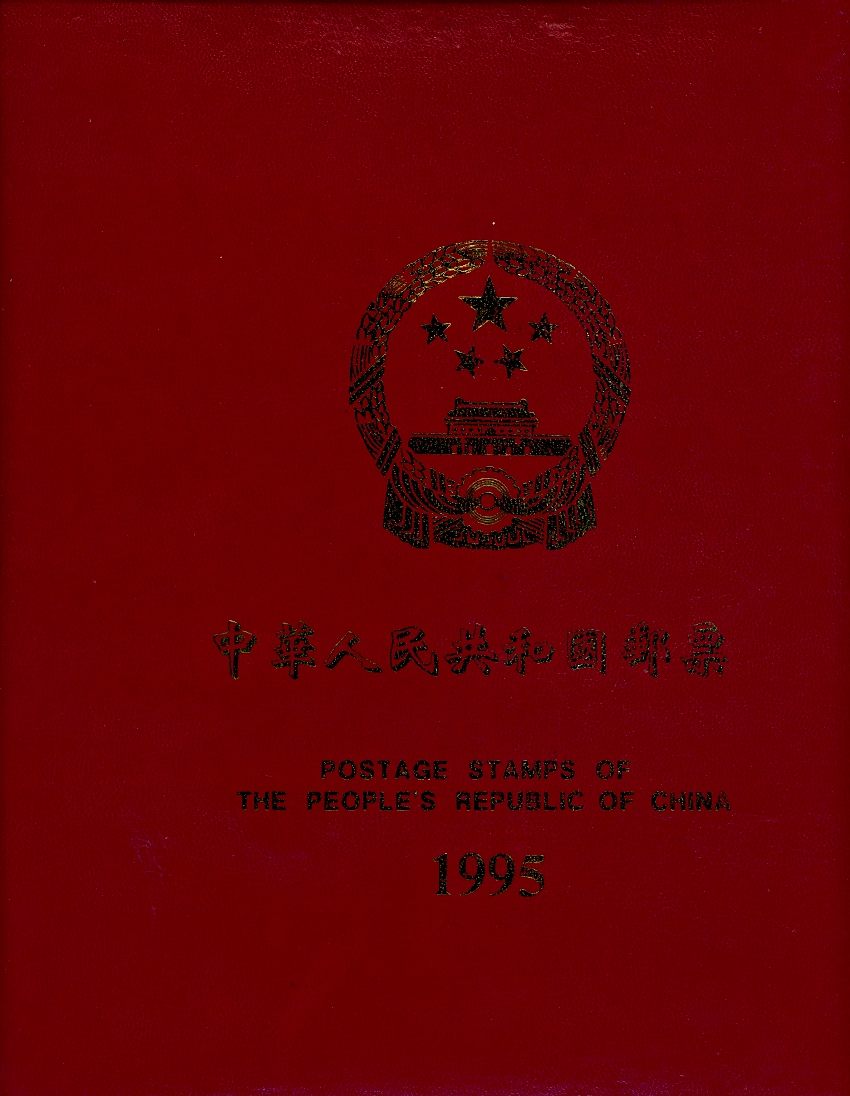 中華人民共和國郵票
POSTAGE STAMPS OF
THE PEOPLE'S REPUBLIC OF CHINA
1995